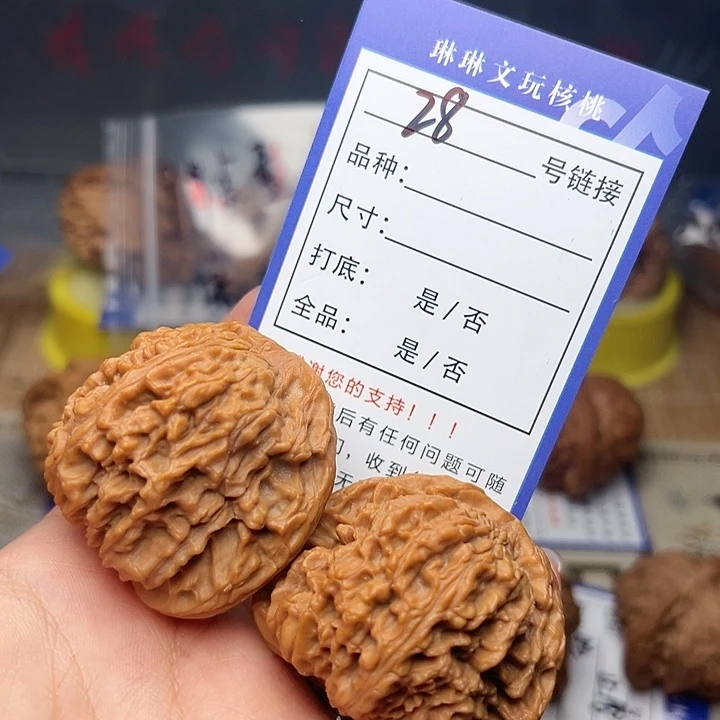 琳琳文玩核桃
28 号链接
品种：
尺寸：
打底： 是/否
全品： 是/否
谢您的支持！！！
后有任何问题可随
，收到
无